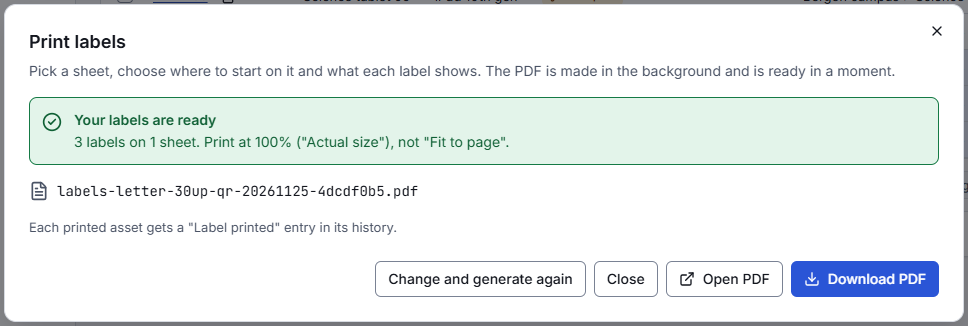 Print labels
Pick a sheet, choose where to start on it and what each label shows. The PDF is made in the background and is ready in a moment.
Your labels are ready
3 labels on 1 sheet. Print at 100% ("Actual size"), not "Fit to page".
labels-letter-30up-qr-20261125-4dcdf0b5.pdf
Each printed asset gets a "Label printed" entry in its history.
Change and generate again
Close
Open PDF
Download PDF